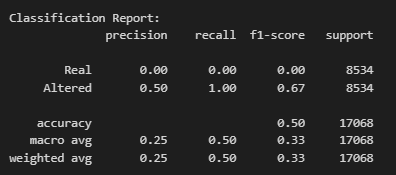 Classification Report:
precision recall f1-score support
Real 0.00 0.00 0.00 8534
Altered 0.50 1.00 0.67 8534
accuracy 0.50 17068
macro avg 0.25 0.50 0.33 17068
weighted avg 0.25 0.50 0.33 17068